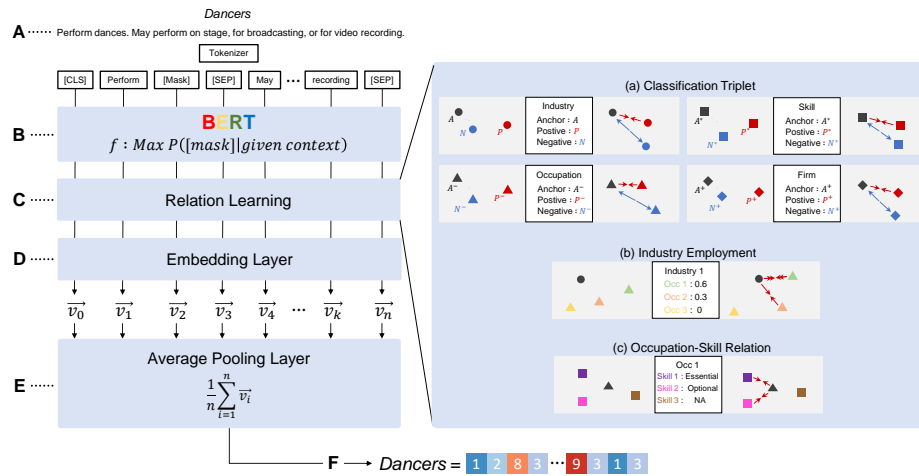 Dancers
A
Perform dances. May perform on stage, for broadcasting, or for video recording.
Tokenizer
[CLS] Perform [Mask] [SEP] May ... recording [SEP]
B
BERT
f : Max P([mask]|given context)
C
Relation Learning
D
Embedding Layer
v0 v1 v2 v3 v4 ... vk vn
E
Average Pooling Layer
1/n ∑ i=1 n vi
F
Dancers = 1 2 8 3 ... 9 3 1 3
(a) Classification Triplet
A N P
Industry
Anchor : A
Postive : P
Negative : N
A* N* P*
Skill
Anchor : A*
Postive : P*
Negative : N*
A− N− P−
Occupation
Anchor : A−
Postive : P−
Negative : N−
A+ N+ P+
Firm
Anchor : A+
Postive : P+
Negative : N+
(b) Industry Employment
Industry 1
Occ 1 : 0.6
Occ 2 : 0.3
Occ 3 : 0
(c) Occupation-Skill Relation
Occ 1
Skill 1 : Essential
Skill 2 : Optional
Skill 3 : NA